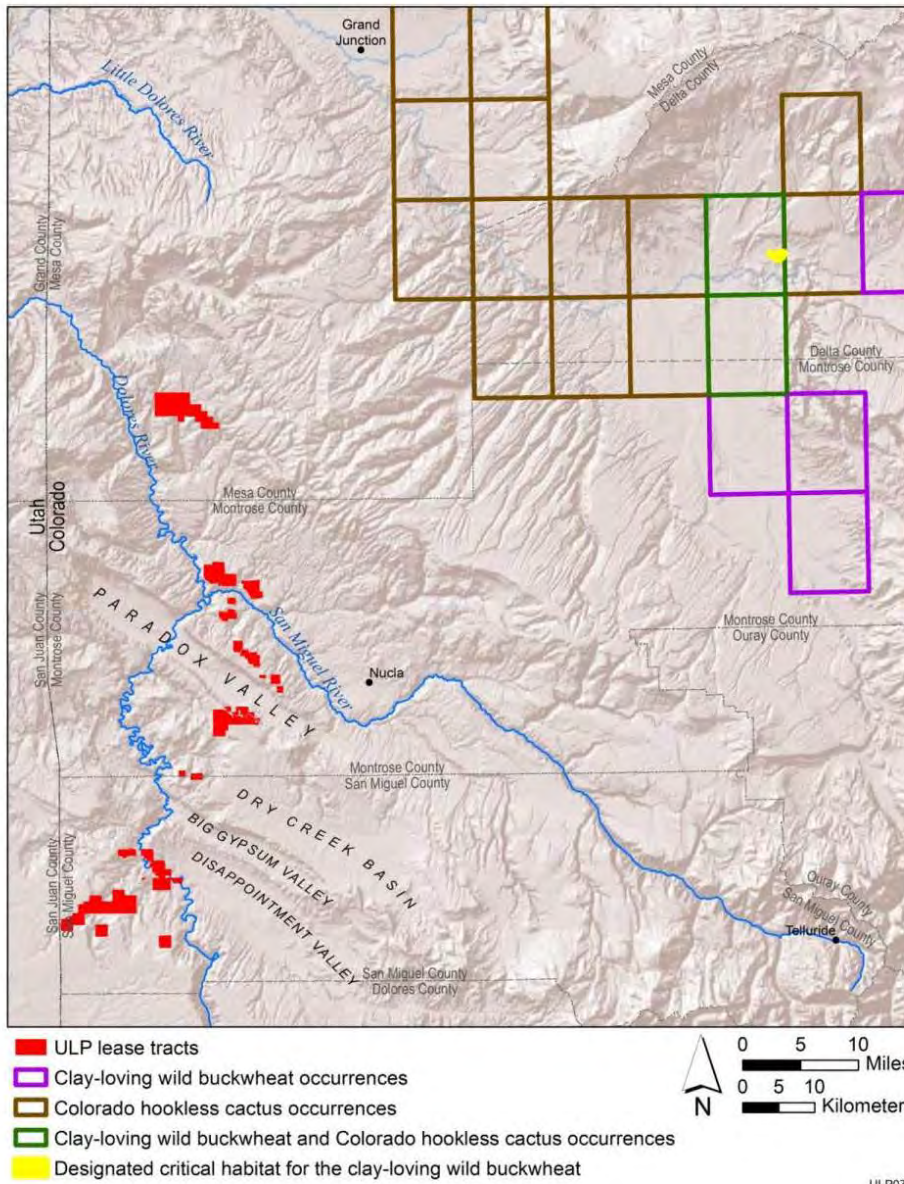 Grand
Junction
Little Dolores River
Mesa County
Delta County
Grand County
Mesa County
Delta County
Montrose County
Dolores River
Mesa County
Montrose County
Utah
Colorado
PARADOX VALLEY
San Miguel River
San Juan County
Montrose County
Montrose County
Ouray County
Nucla
Montrose County
San Miguel County
DRY CREEK BASIN
BIG GYPSUM VALLEY
DISAPPOINTMENT VALLEY
San Juan County
San Miguel County
Ouray County
San Miguel County
Telluride
San Miguel County
Dolores County
ULP lease tracts
Clay-loving wild buckwheat occurrences
Colorado hookless cactus occurrences
Clay-loving wild buckwheat and Colorado hookless cactus occurrences
Designated critical habitat for the clay-loving wild buckwheat
N
0 5 10
Miles
0 5 10
Kilometer